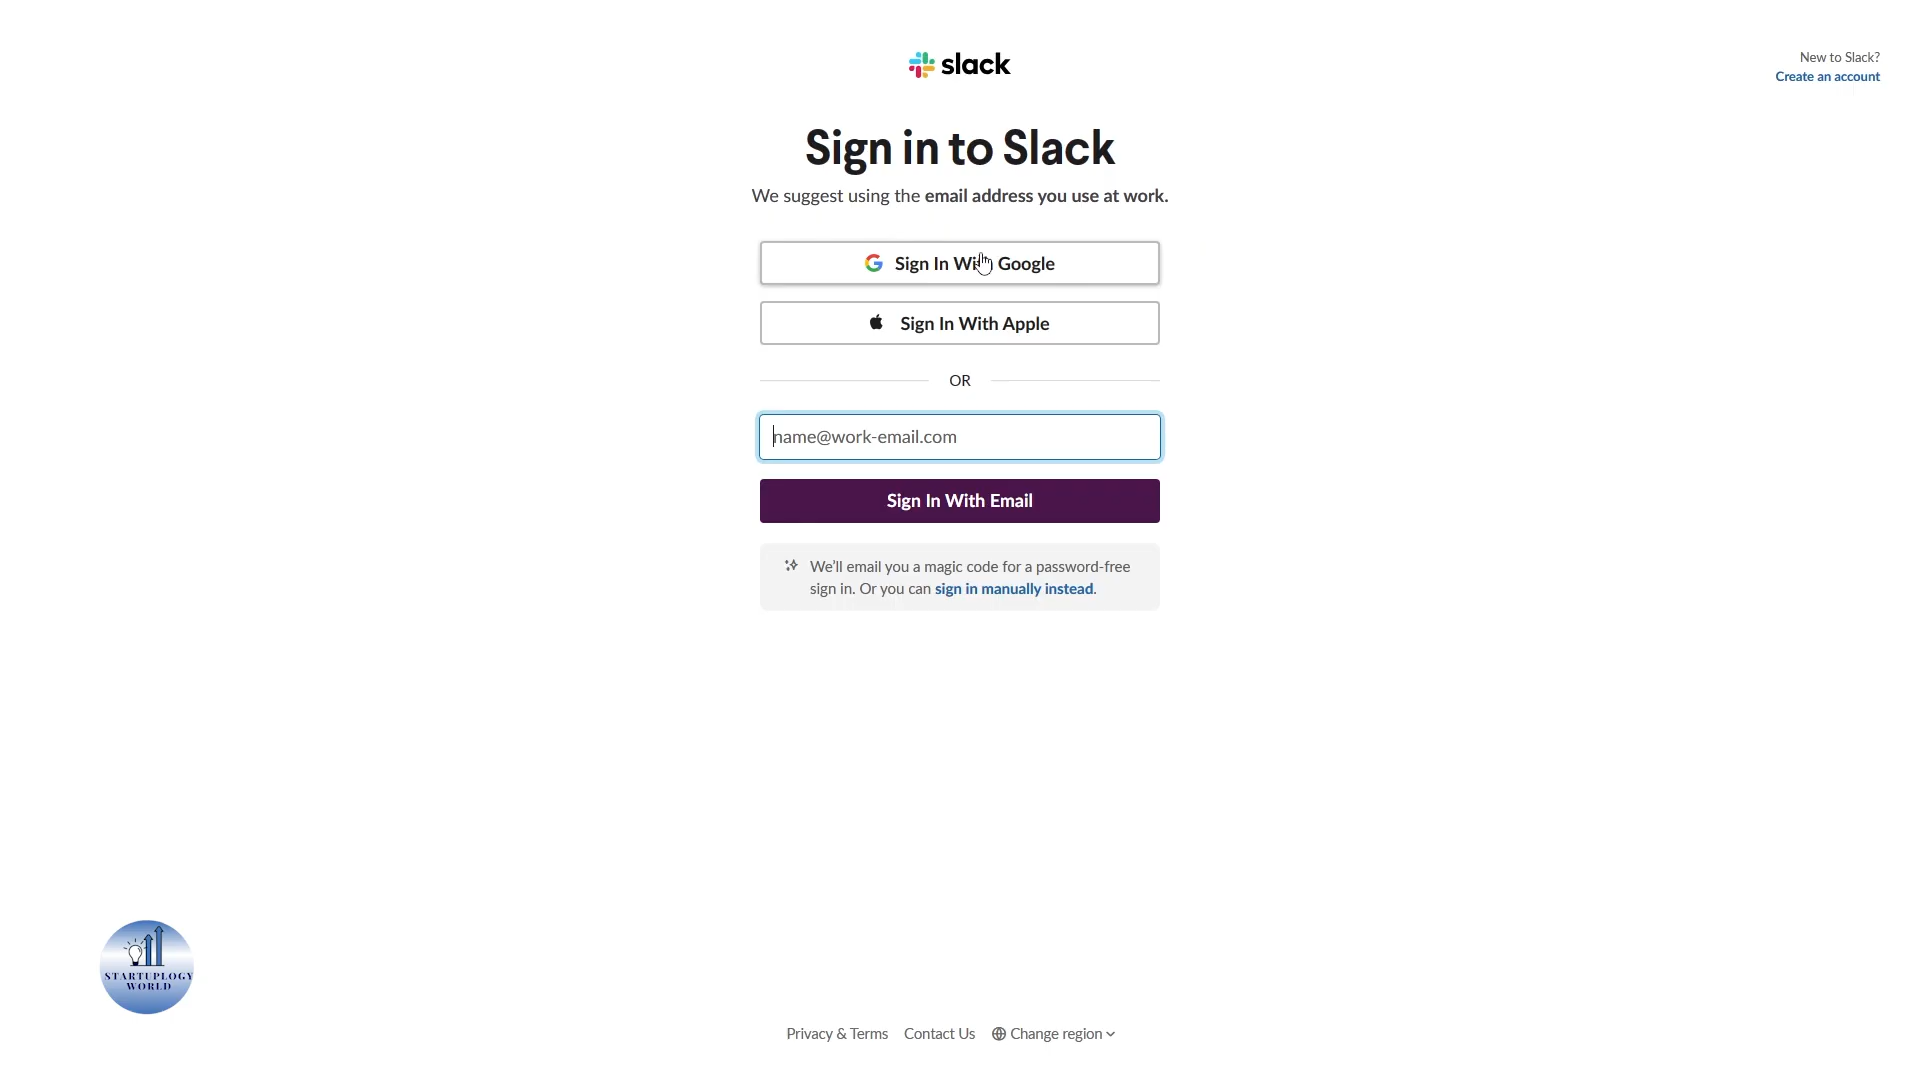 slack
New to Slack?
Create an account
Sign in to Slack
We suggest using the email address you use at work.
Sign In With Google
Sign In With Apple
OR
name@work-email.com
Sign In With Email
We'll email you a magic code for a password-free
sign in. Or you can sign in manually instead.
STARTUPLOGY
WORLD
Privacy & Terms Contact Us Change region